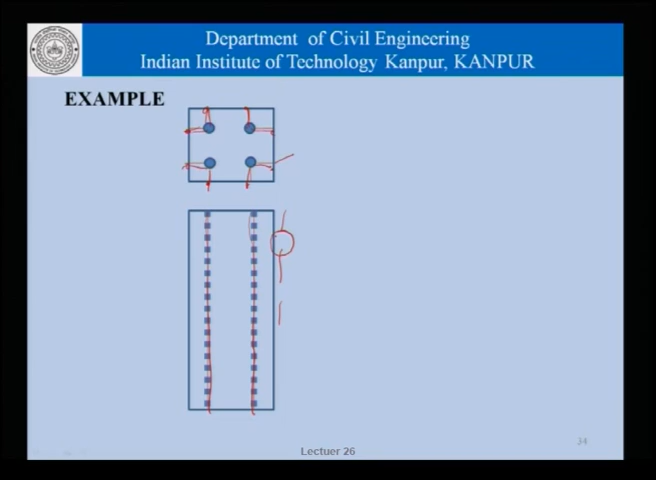 Department of Civil Engineering
Indian Institute of Technology Kanpur, KANPUR
EXAMPLE
34
Lectuer 26